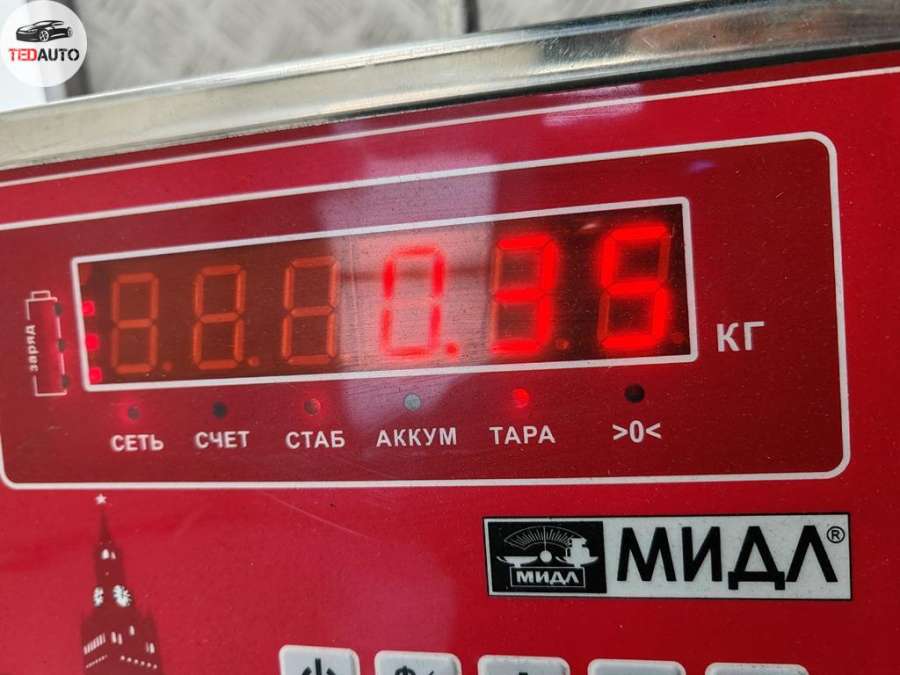 TEDAUTO
0.35
КГ
заряд
СЕТЬ СЧЕТ СТАБ АККУМ ТАРА >0<
МИДЛ МИДЛ®